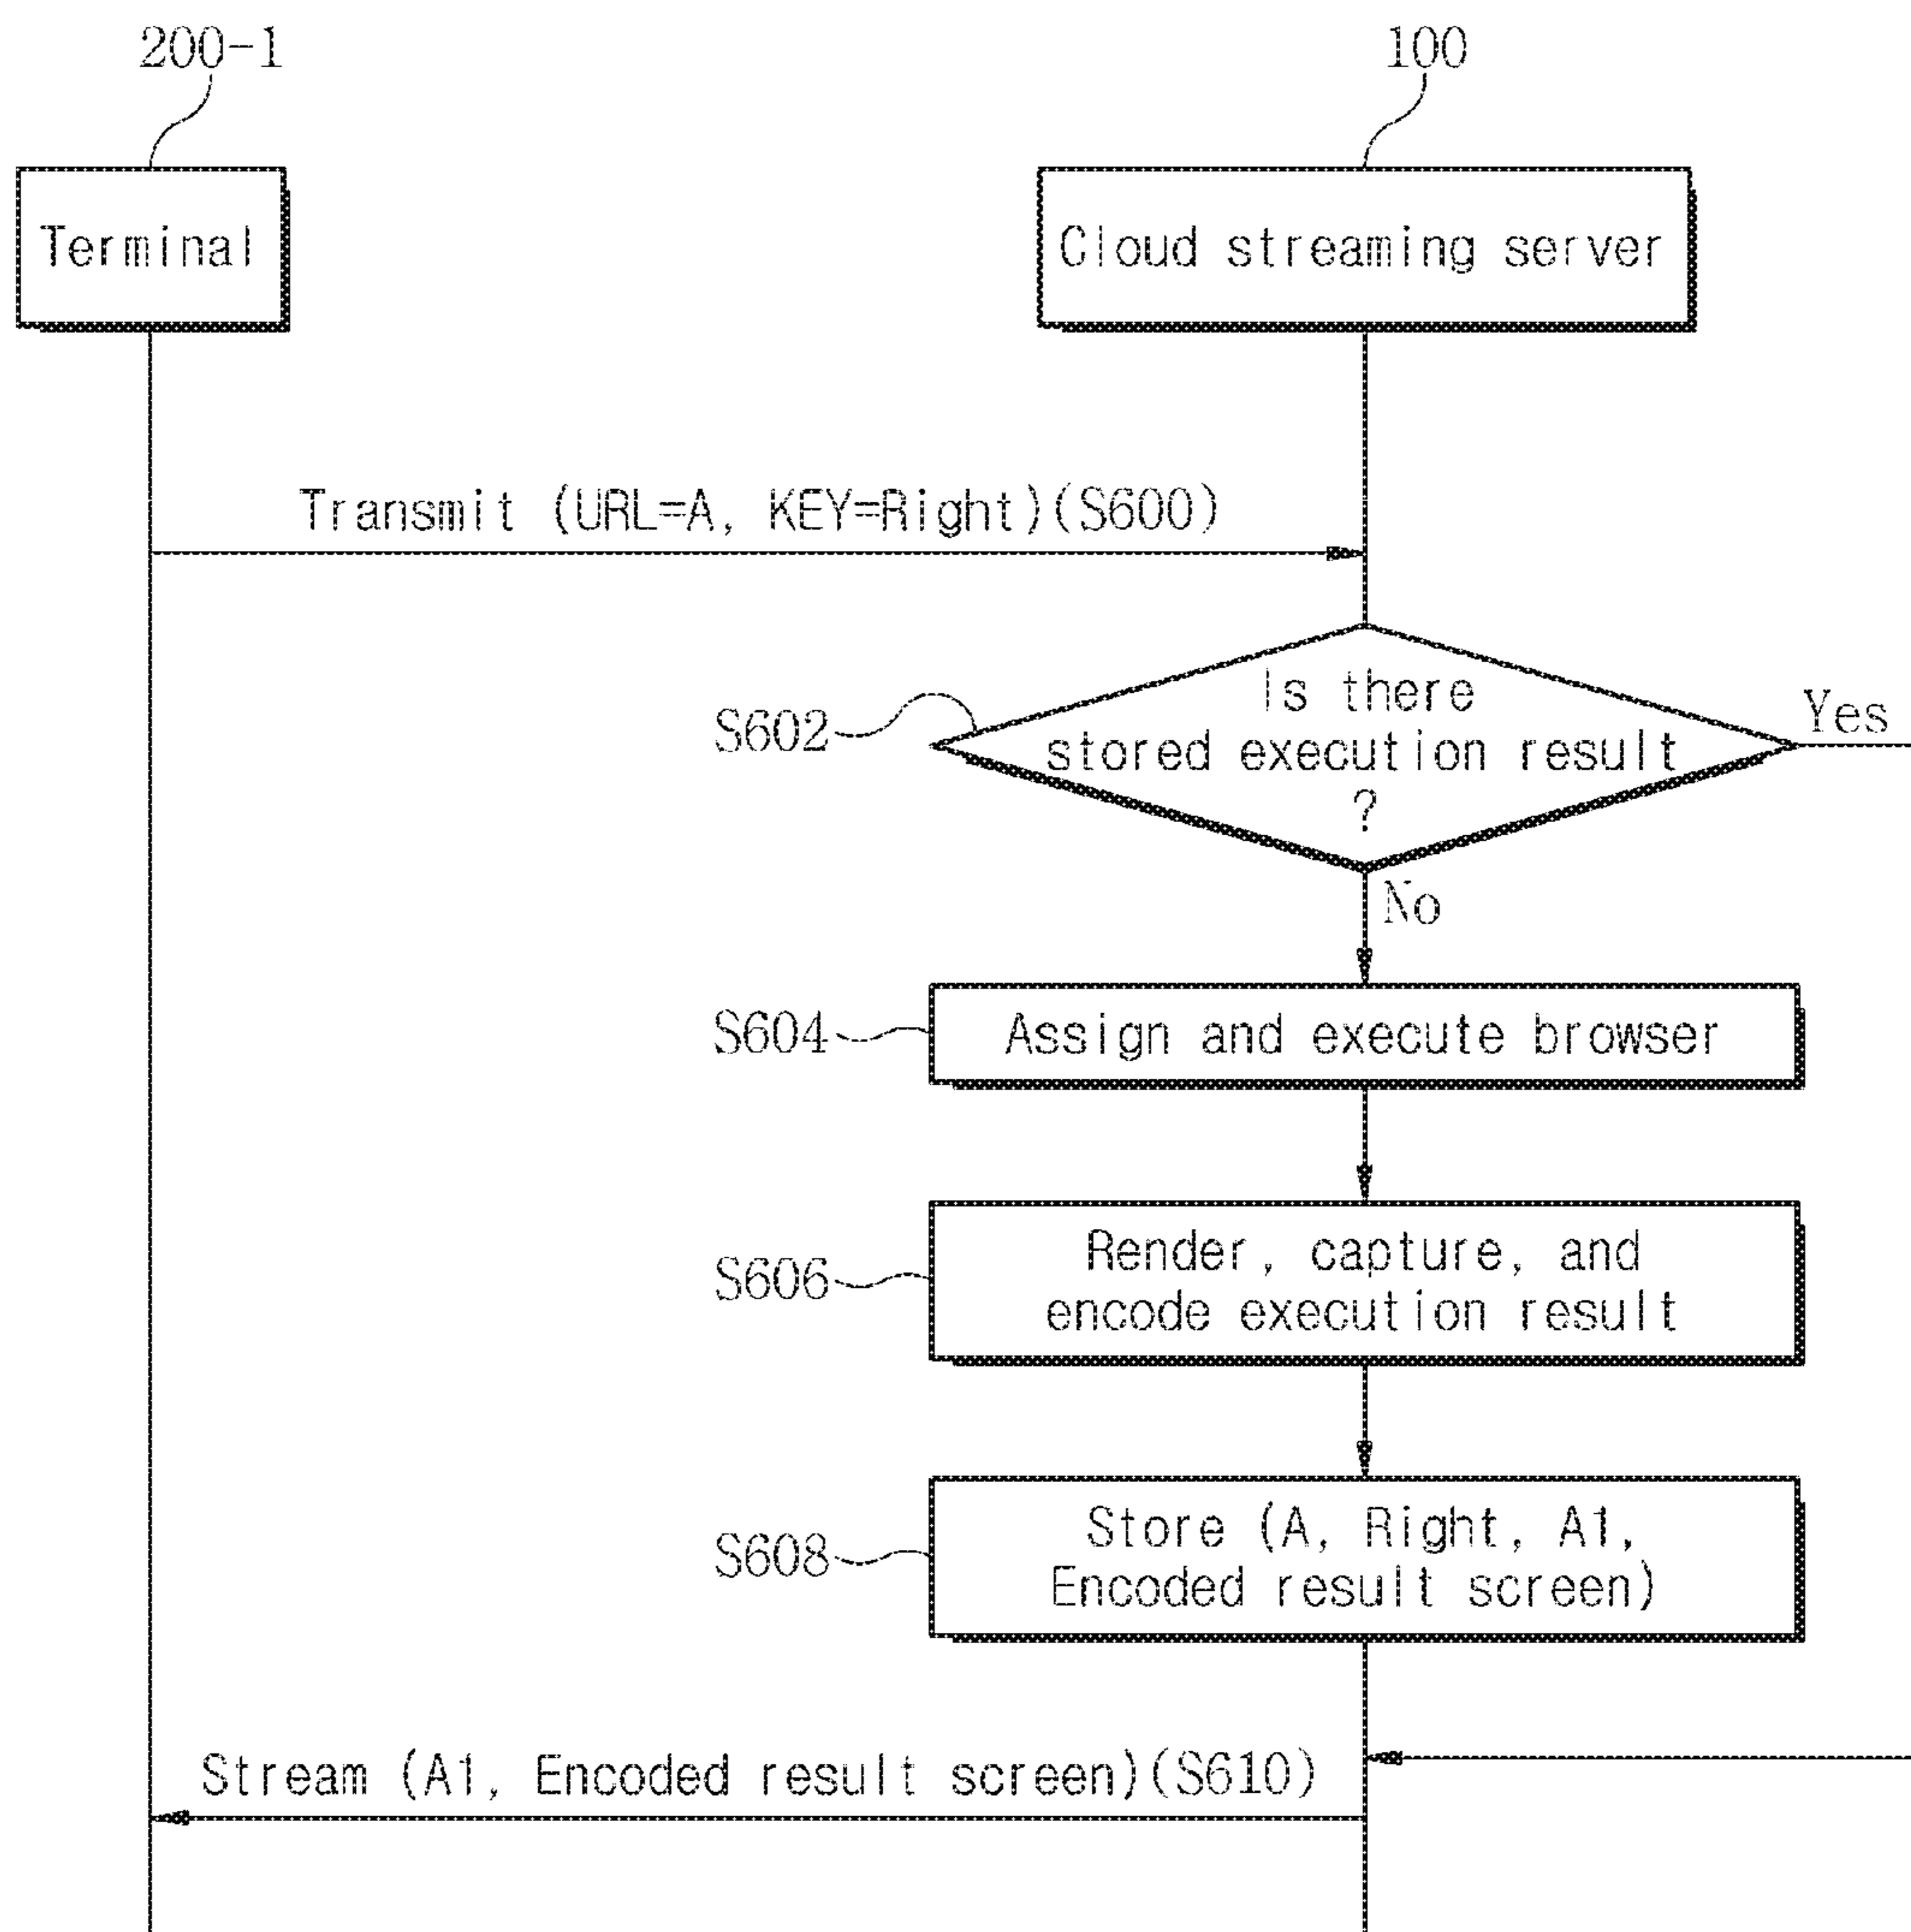 200-1
100
Terminal
Cloud streaming server
Transmit (URL=A, KEY=Right)(S600)
Is there
stored execution result
?
S602
Yes
No
S604
Assign and execute browser
S606
Render, capture, and
encode execution result
S608
Store (A, Right, A1,
Encoded result screen)
Stream (A1, Encoded result screen)(S610)